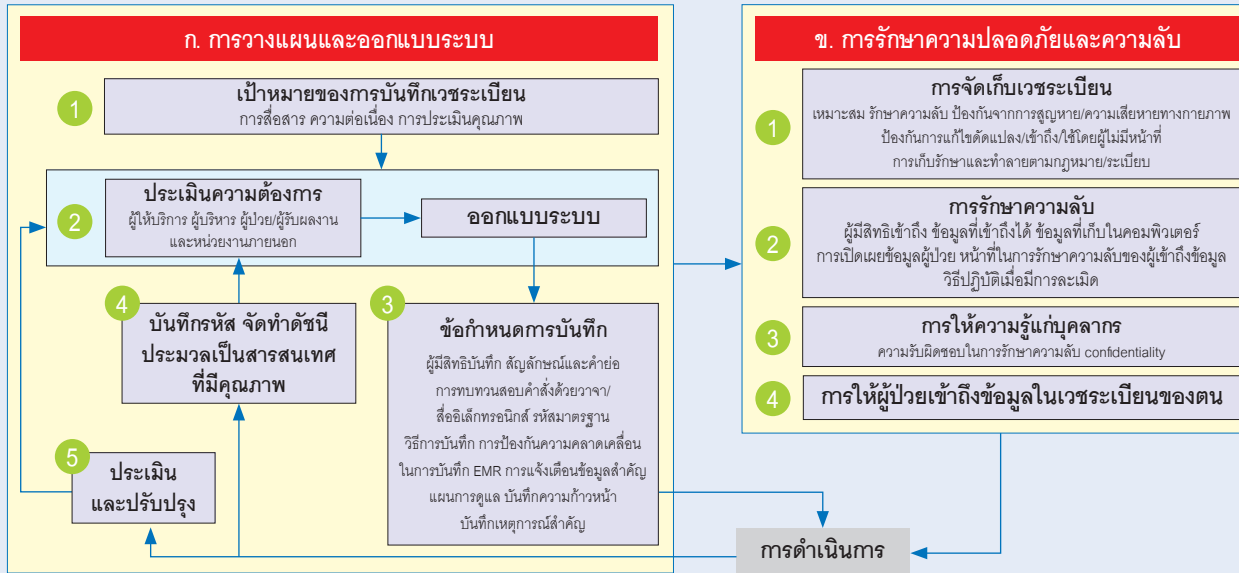 ก. การวางแผนและออกแบบระบบ
1
เป้าหมายของการบันทึกเวชระเบียน
การสื่อสาร ความต่อเนื่อง การประเมินคุณภาพ
2
ประเมินความต้องการ
ผู้ให้บริการ ผู้บริหาร ผู้ป่วย/ผู้รับผลงาน
และหน่วยงานภายนอก
ออกแบบระบบ
3
ข้อกำหนดการบันทึก
ผู้มีสิทธิบันทึก สัญลักษณ์และคำย่อ
การทบทวนสอบคำสั่งด้วยวาจา/
สื่ออิเล็กทรอนิกส์ รหัสมาตรฐาน
วิธีการบันทึก การป้องกันความคลาดเคลื่อน
ในการบันทึก EMR การแจ้งเตือนข้อมูลสำคัญ
แผนการดูแล บันทึกความก้าวหน้า
บันทึกเหตุการณ์สำคัญ
4
บันทึกรหัส จัดทำดัชนี
ประมวลเป็นสารสนเทศ
ที่มีคุณภาพ
5
ประเมิน
และปรับปรุง
ข. การรักษาความปลอดภัยและความลับ
1
การจัดเก็บเวชระเบียน
เหมาะสม รักษาความลับ ป้องกันจากการสูญหาย/ความเสียหายทางกายภาพ
ป้องกันการแก้ไขดัดแปลง/เข้าถึง/ใช้โดยผู้ไม่มีหน้าที่
การเก็บรักษาและทำลายตามกฎหมาย/ระเบียบ
2
การรักษาความลับ
ผู้มีสิทธิเข้าถึง ข้อมูลที่เข้าถึงได้ ข้อมูลที่เก็บในคอมพิวเตอร์
การเปิดเผยข้อมูลผู้ป่วย หน้าที่ในการรักษาความลับของผู้เข้าถึงข้อมูล
วิธีปฏิบัติเมื่อมีการละเมิด
3
การให้ความรู้แก่บุคลากร
ความรับผิดชอบในการรักษาความลับ confidentiality
4
การให้ผู้ป่วยเข้าถึงข้อมูลในเวชระเบียนของตน
การดำเนินการ